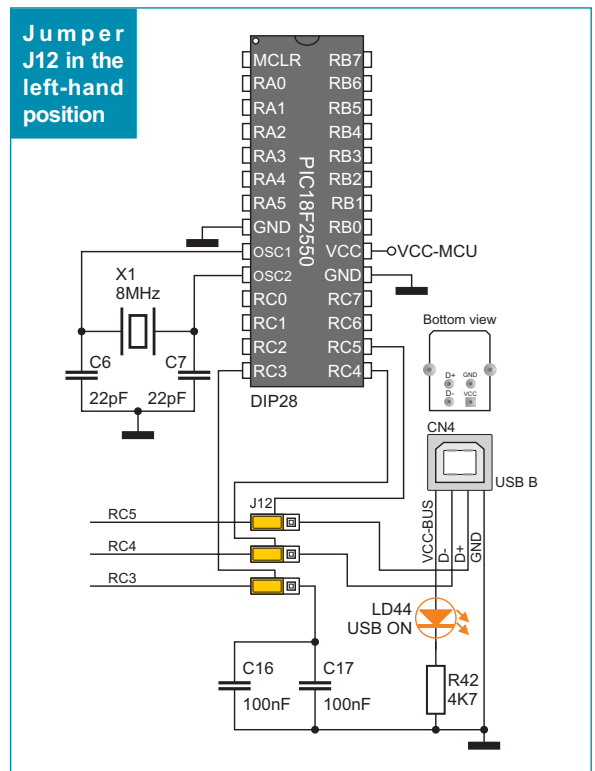 Jumper
J12 in the
left-hand
position
MCLR RB7
RA0 RB6
RA1 RB5
RA2 RB4
RA3 RB3
RA4 RB2
RA5 RB1
GND RB0
OSC1 VCC
OSC2 GND
RC0 RC7
RC1 RC6
RC2 RC5
RC3 RC4
PIC18F2550
DIP28
VCC-MCU
X1
8MHz
C6 C7
22pF 22pF
Bottom view
D+ GND
D- VCC
CN4
USB B
VCC-BUS
D-
D+
GND
J12
RC5
RC4
RC3
LD44
USB ON
C16 C17
100nF 100nF
R42
4K7